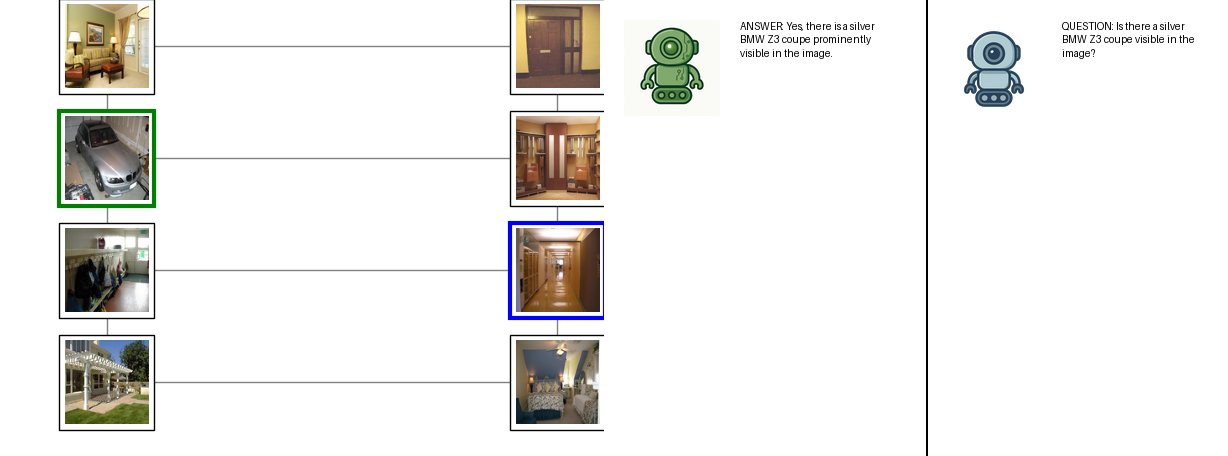 ANSWER: Yes, there is a silver
BMW Z3 coupe prominently
visible in the image.
QUESTION: Is there a silver
BMW Z3 coupe visible in the
image?